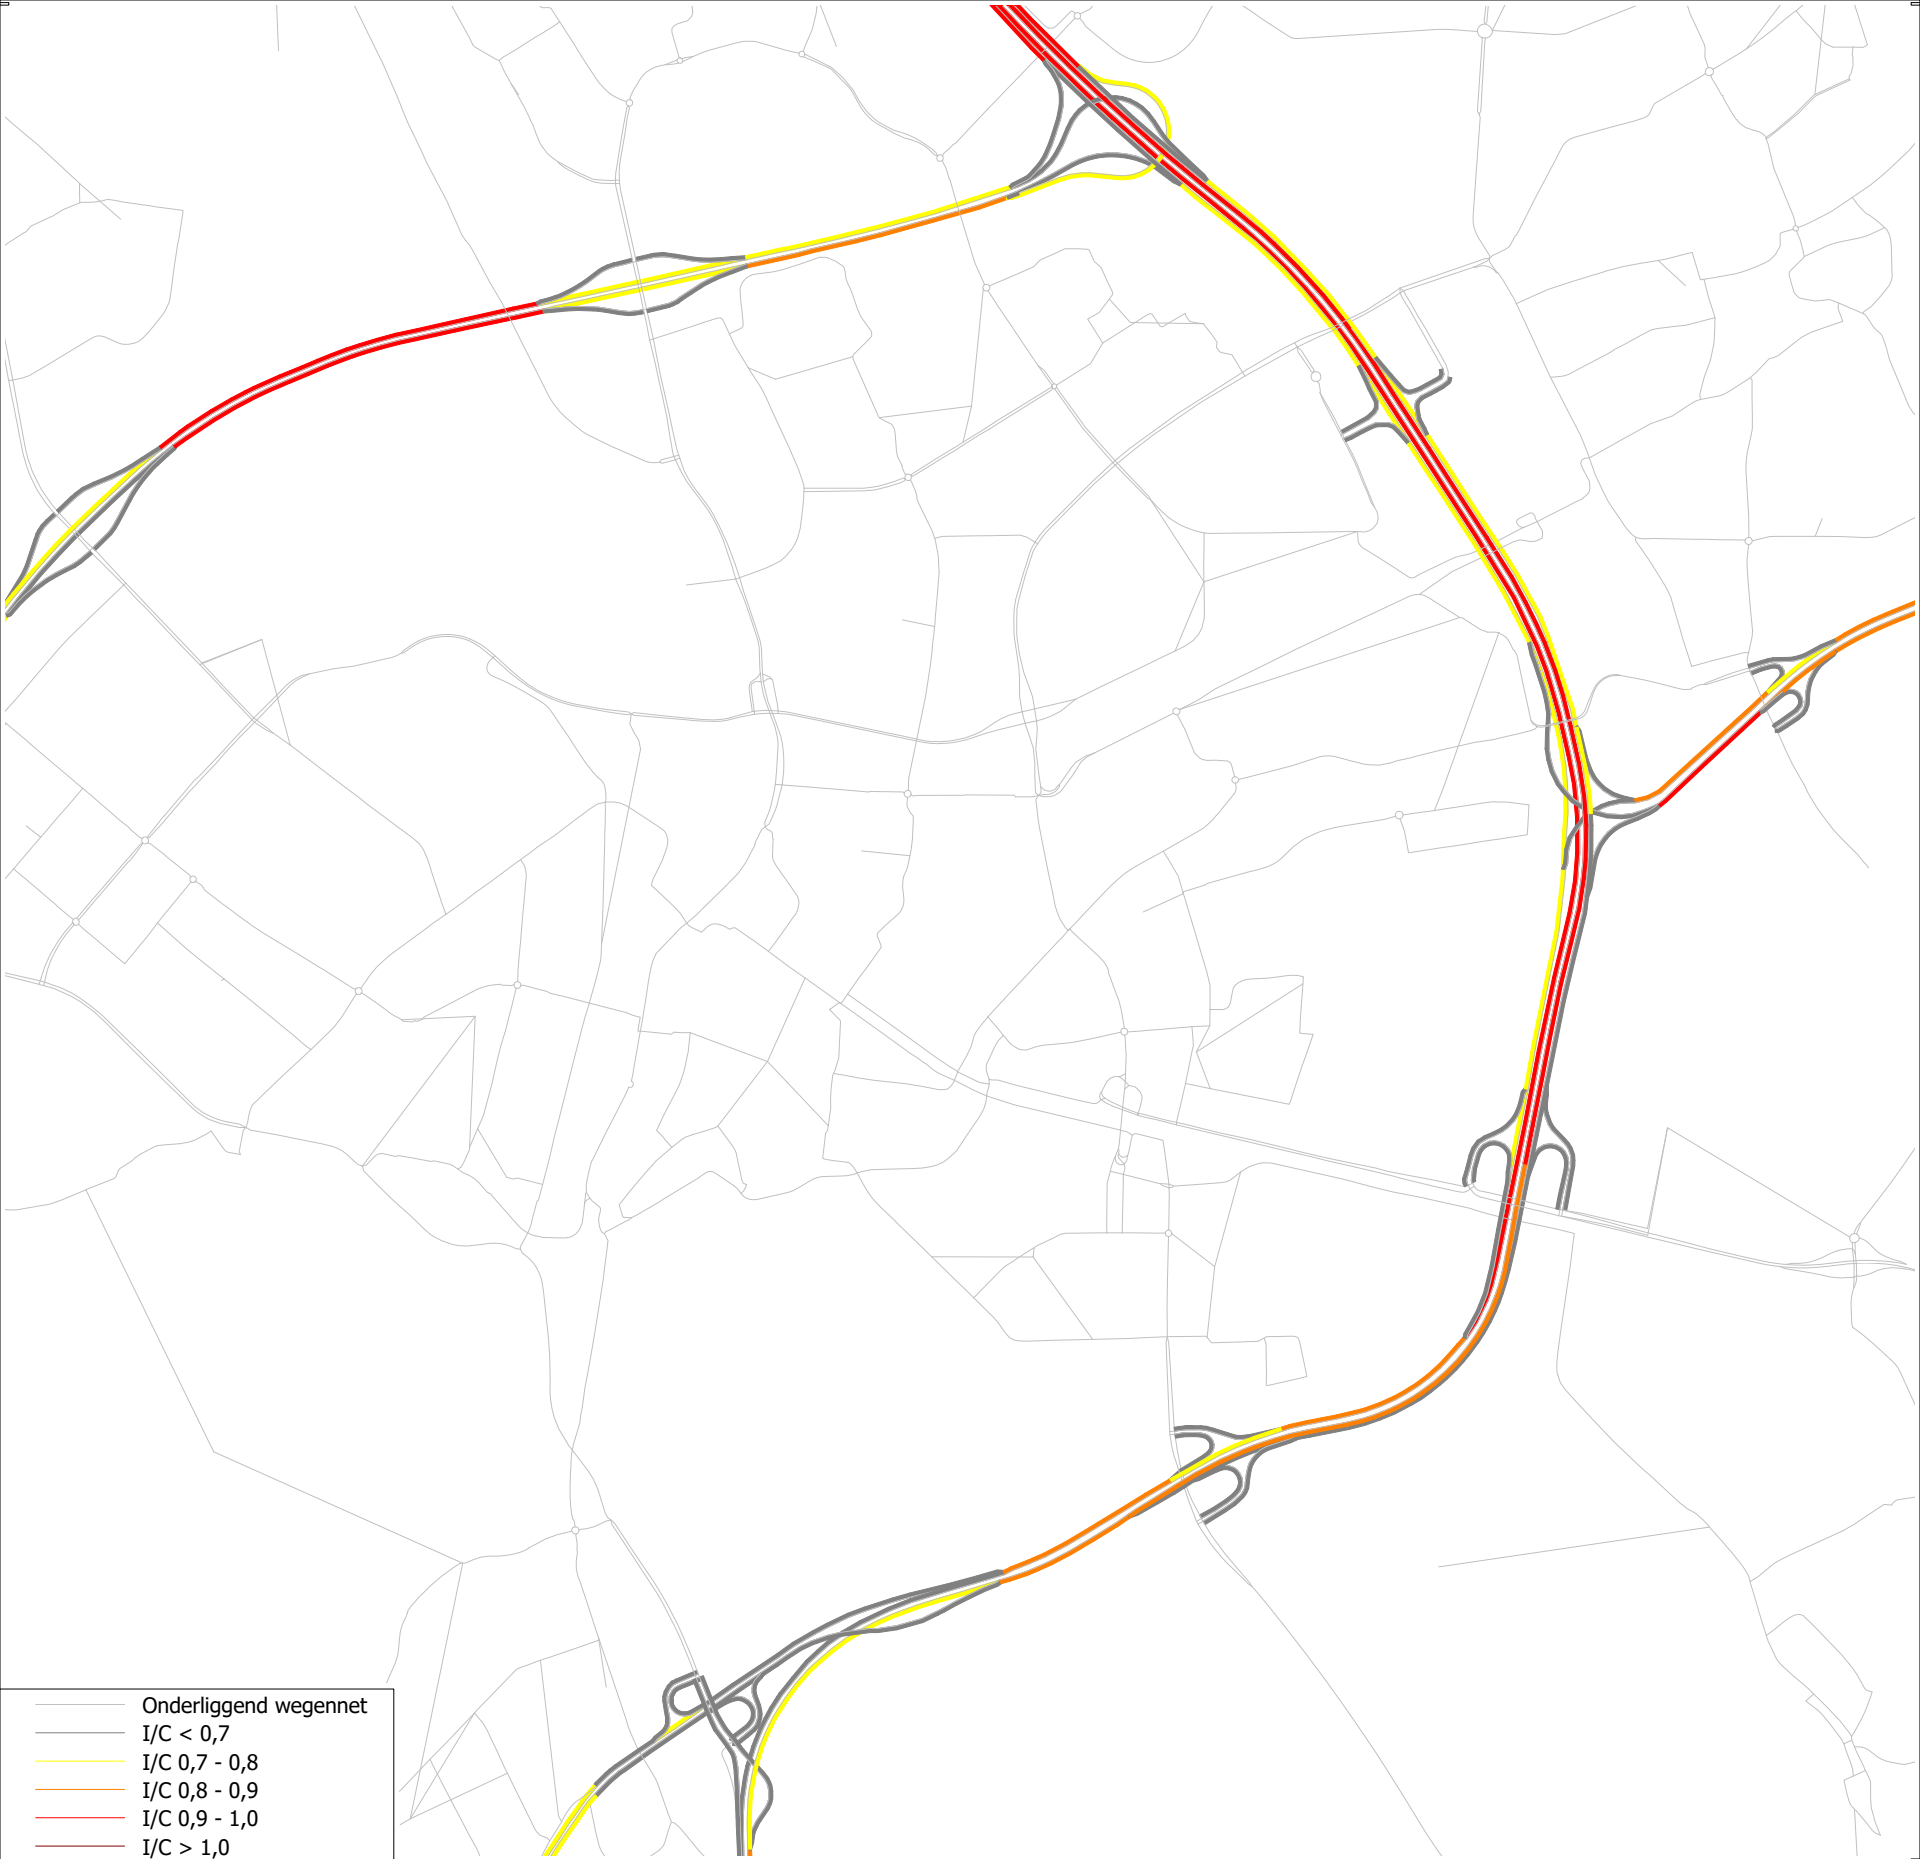 Onderliggend wegennet
I/C < 0,7
I/C 0,7 - 0,8
I/C 0,8 - 0,9
I/C 0,9 - 1,0
I/C > 1,0